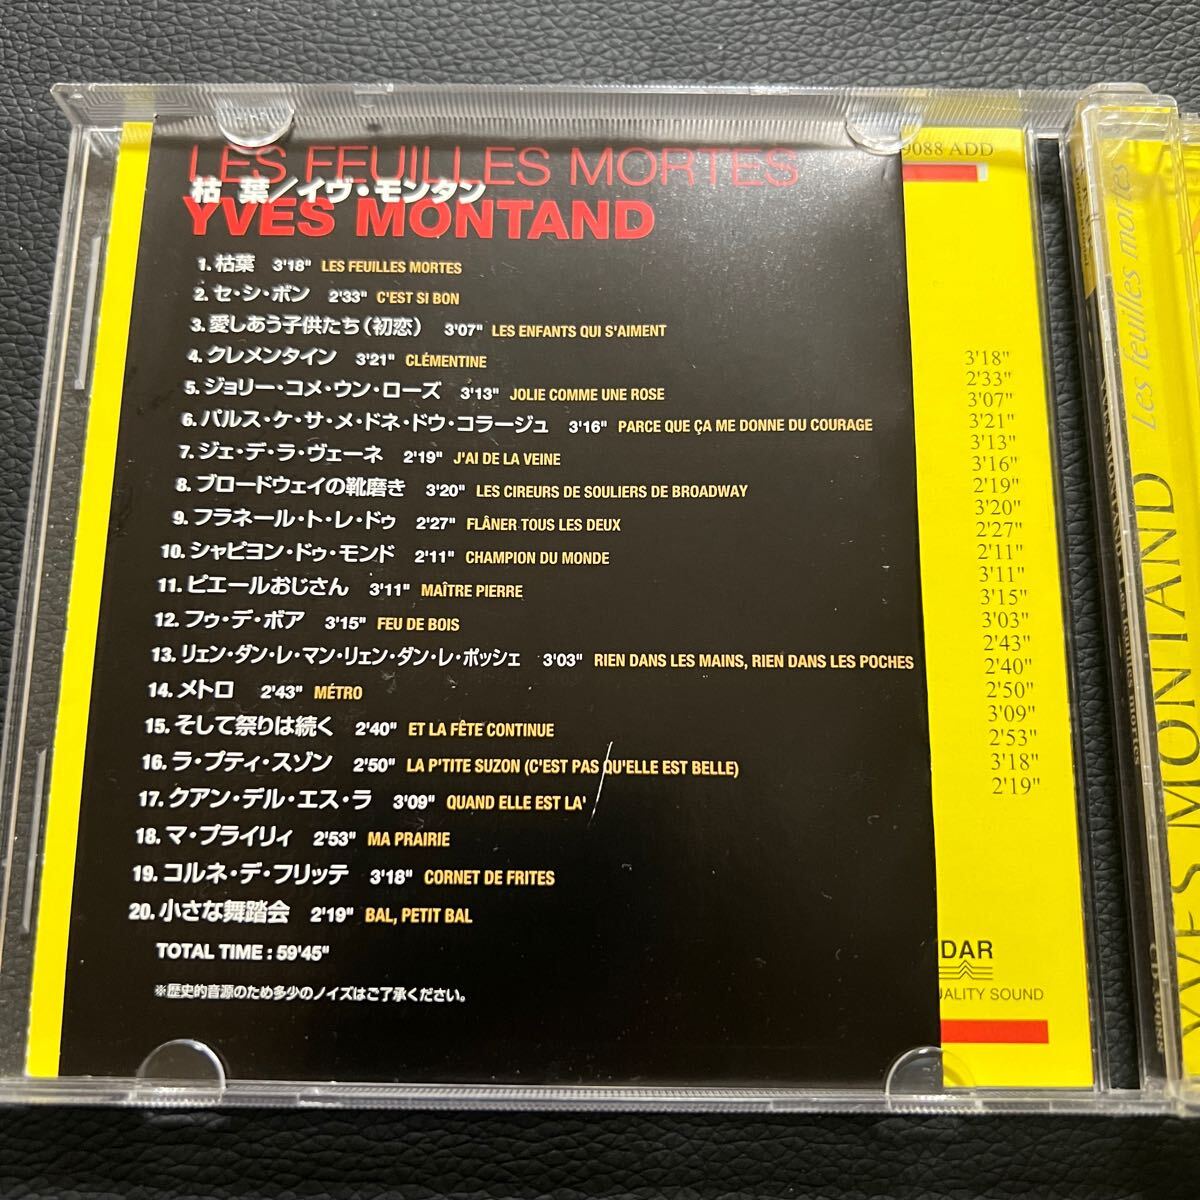 LES FEUILLES MORTES
枯 葉/イヴ・モンタン
YVES MONTAND
1. 枯葉 3'18" LES FEUILLES MORTES
2. セ・シ・ボン 2'33" C'EST SI BON
3. 愛しあう子供たち(初恋) 3'07" LES ENFANTS QUI S'AIMENT
4. クレメンタイン 3'21" CLÉMENTINE
5. ジョリー・コメ・ウン・ローズ 3'13" JOLIE COMME UNE ROSE
6. パルス・ケ・サ・メ・ドネ・ドゥ・コラージュ 3'16" PARCE QUE ÇA ME DONNE DU COURAGE
7. ジェ・デ・ラ・ヴェーネ 2'19" J'AI DE LA VEINE
8. ブロードウェイの靴磨き 3'20" LES CIREURS DE SOULIERS DE BROADWAY
9. フラネール・ト・レ・ドゥ 2'27" FLÂNER TOUS LES DEUX
10. シャピヨン・ドゥ・モンド 2'11" CHAMPION DU MONDE
11. ピエールおじさん 3'11" MAÎTRE PIERRE
12. フゥ・デ・ボア 3'15" FEU DE BOIS
13. リェン・ダン・レ・マン・リェン・ダン・レ・ポッシェ 3'03" RIEN DANS LES MAINS, RIEN DANS LES POCHES
14. メトロ 2'43" MÉTRO
15. そして祭りは続く 2'40" ET LA FÊTE CONTINUE
16. ラ・プティ・スゾン 2'50" LA P'TITE SUZON (C'EST PAS QU'ELLE EST BELLE)
17. クアン・デル・エス・ラ 3'09" QUAND ELLE EST LA'
18. マ・プライリィ 2'53" MA PRAIRIE
19. コルネ・デ・フリッテ 3'18" CORNET DE FRITES
20. 小さな舞踏会 2'19" BAL, PETIT BAL
TOTAL TIME : 59'45"
※歴史的音源のため多少のノイズはご了承ください。
9088 ADD
3'18"
2'33"
3'07"
3'21"
3'13"
3'16"
2'19"
3'20"
2'27"
2'11"
3'11"
3'15"
3'03"
2'43"
2'40"
2'50"
3'09"
2'53"
3'18"
2'19"
DAR
UALITY SOUND
Les feuilles mortes
YVES MONTAND
YVES MONTAND Les feuilles mortes